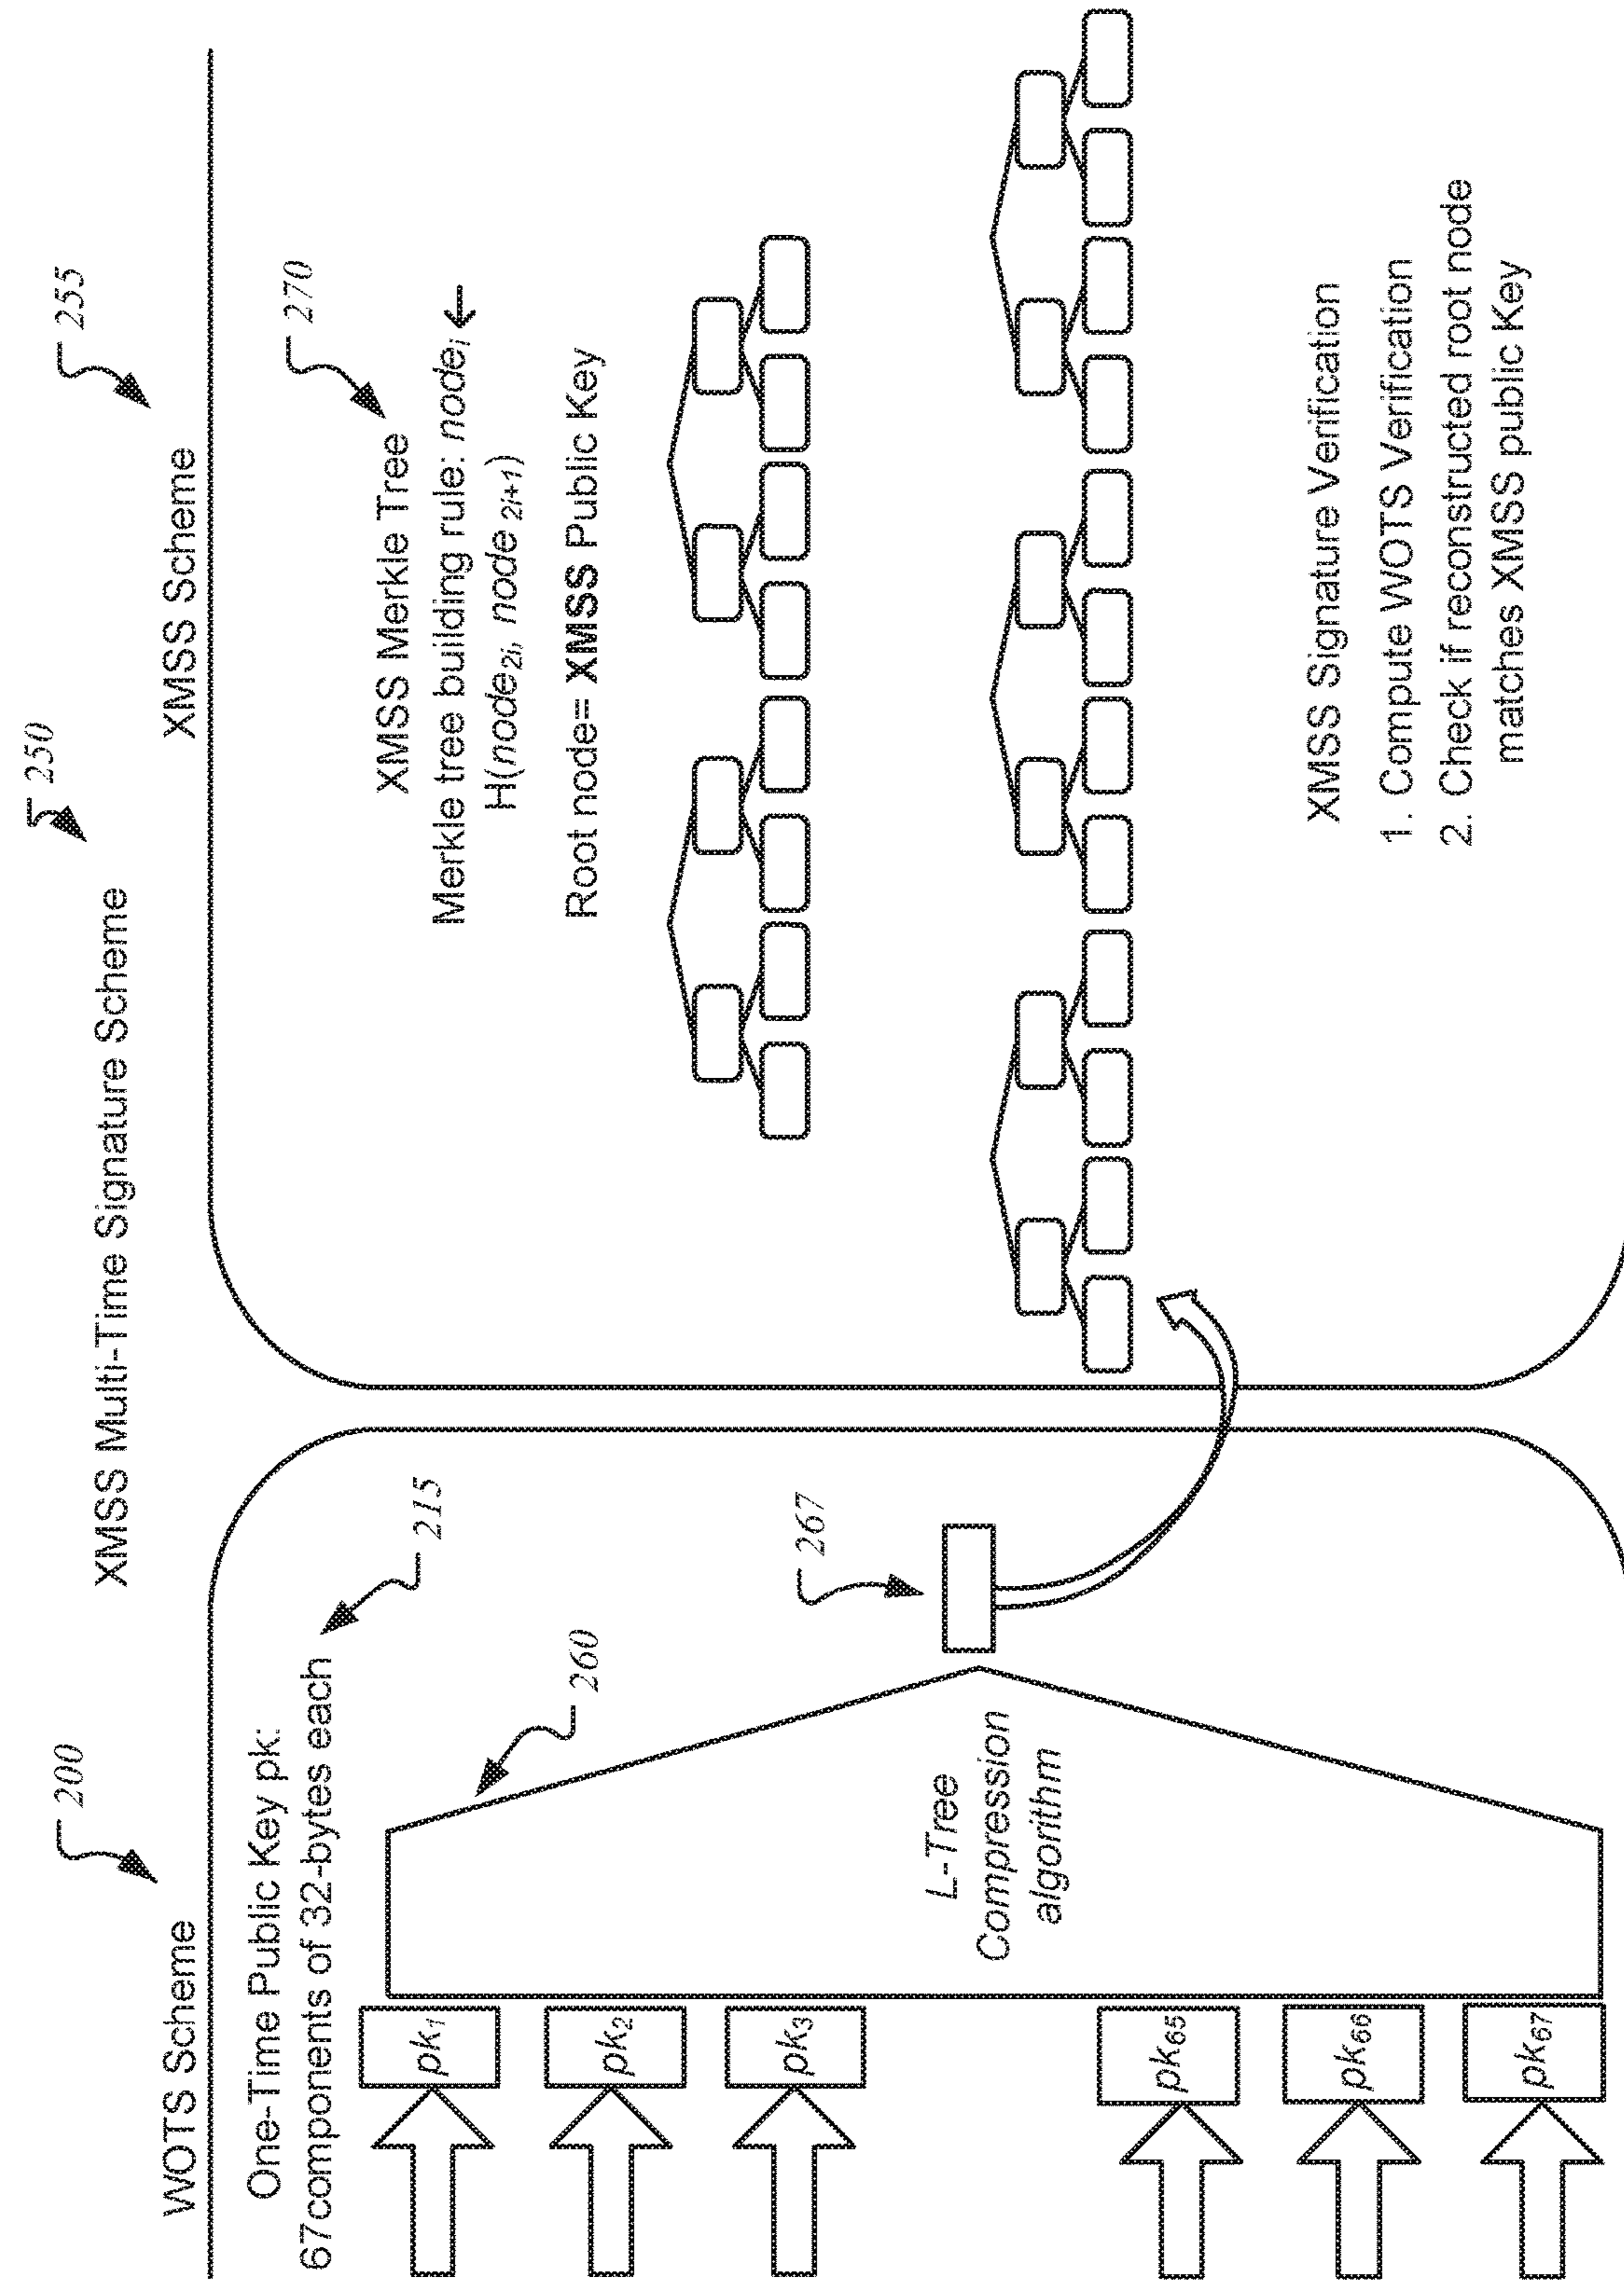 250
XMSS Multi-Time Signature Scheme
200
WOTS Scheme
One-Time Public Key pk:
67components of 32-bytes each
215
260
pk1
pk2
pk3
pk65
pk66
pk67
L-Tree
Compression
algorithm
267
255
XMSS Scheme
270
XMSS Merkle Tree
Merkle tree building rule: nodei ←
H(node2i, node 2i+1)
Root node= XMSS Public Key
XMSS Signature Verification
1. Compute WOTS Verification
2. Check if reconstructed root node
matches XMSS public Key